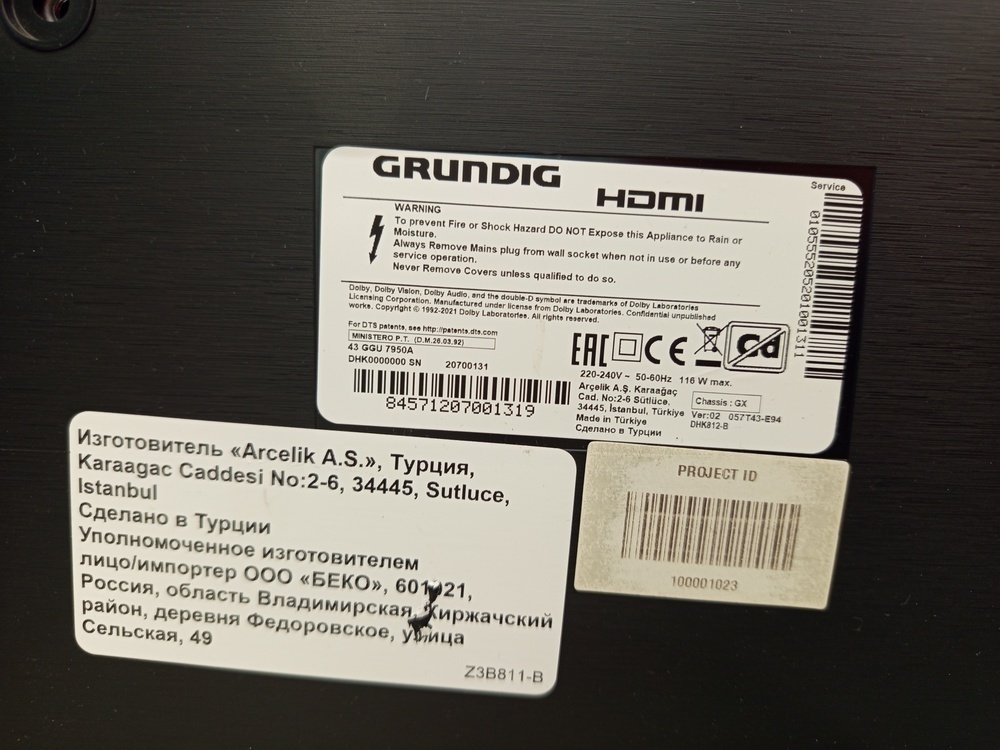 GRUNDIG
HDMI
Service
WARNING
To prevent Fire or Shock Hazard DO NOT Expose this Appliance to Rain or
Moisture.
Always Remove Mains plug from wall socket when not in use or before any
service operation.
Never Remove Covers unless qualified to do so.
Dolby, Dolby Vision, Dolby Audio, and the double-D symbol are trademarks of Dolby Laboratories
Licensing Corporation. Manufactured under license from Dolby Laboratories. Confidential unpublished
works. Copyright © 1992-2021 Dolby Laboratories. All rights reserved.
For DTS patents, see http://patents.dts.com
MINISTERO P.T. (D.M.26.03.92)
43 GGU 7950A
DHK0000000 SN 20700131
84571207001319
EAC CE Cd
220-240V ~ 50-60Hz 116 W max.
Arçelik A.Ş. Karaağaç
Cad. No:2-6 Sütlüce,
34445, İstanbul, Türkiye
Made in Türkiye
Сделано в Турции
Chassis : GX
Ver:02 057T43-E94
DHK812-B
01055520520100131​1
Изготовитель «Arcelik A.S.», Турция,
Karaagac Caddesi No:2-6, 34445, Sutluce,
Istanbul
Сделано в Турции
Уполномоченное изготовителем
лицо/импортер ООО «БЕКО», 601021,
Россия, область Владимирская, Киржачский
район, деревня Федоровское, улица
Сельская, 49
Z3B811-B
PROJECT ID
100001023